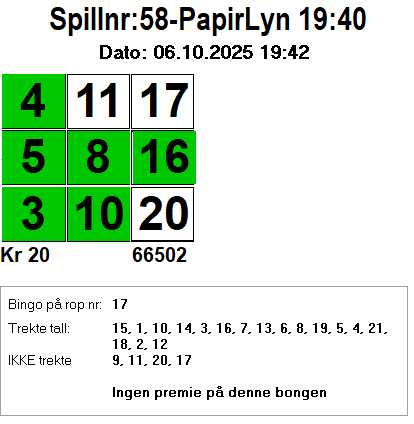 Spillnr:58-PapirLyn 19:40
Dato: 06.10.2025 19:42
4 11 17
5 8 16
3 10 20
Kr 20 66502
Bingo på rop nr: 17
Trekte tall: 15, 1, 10, 14, 3, 16, 7, 13, 6, 8, 19, 5, 4, 21,
18, 2, 12
IKKE trekte 9, 11, 20, 17
Ingen premie på denne bongen